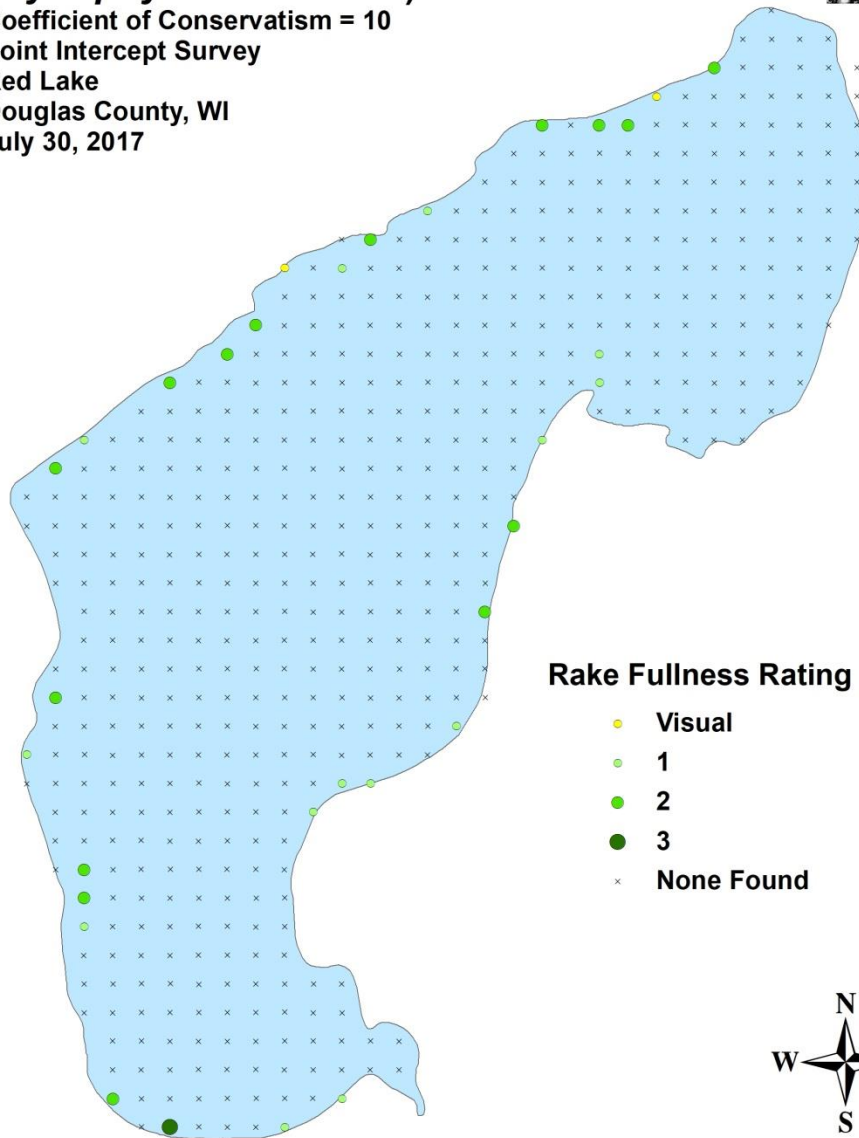 Coefficient of Conservatism = 10
oint Intercept Survey
ed Lake
ouglas County, WI
uly 30, 2017
Rake Fullness Rating
Visual
1
2
3
None Found
N
W
S